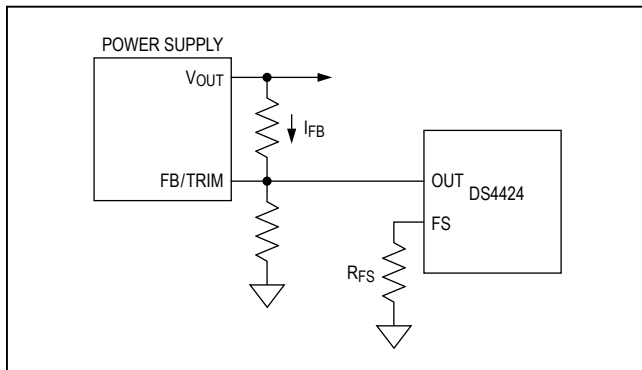 POWER SUPPLY
VOUT
IFB
FB/TRIM
OUT
DS4424
FS
RFS